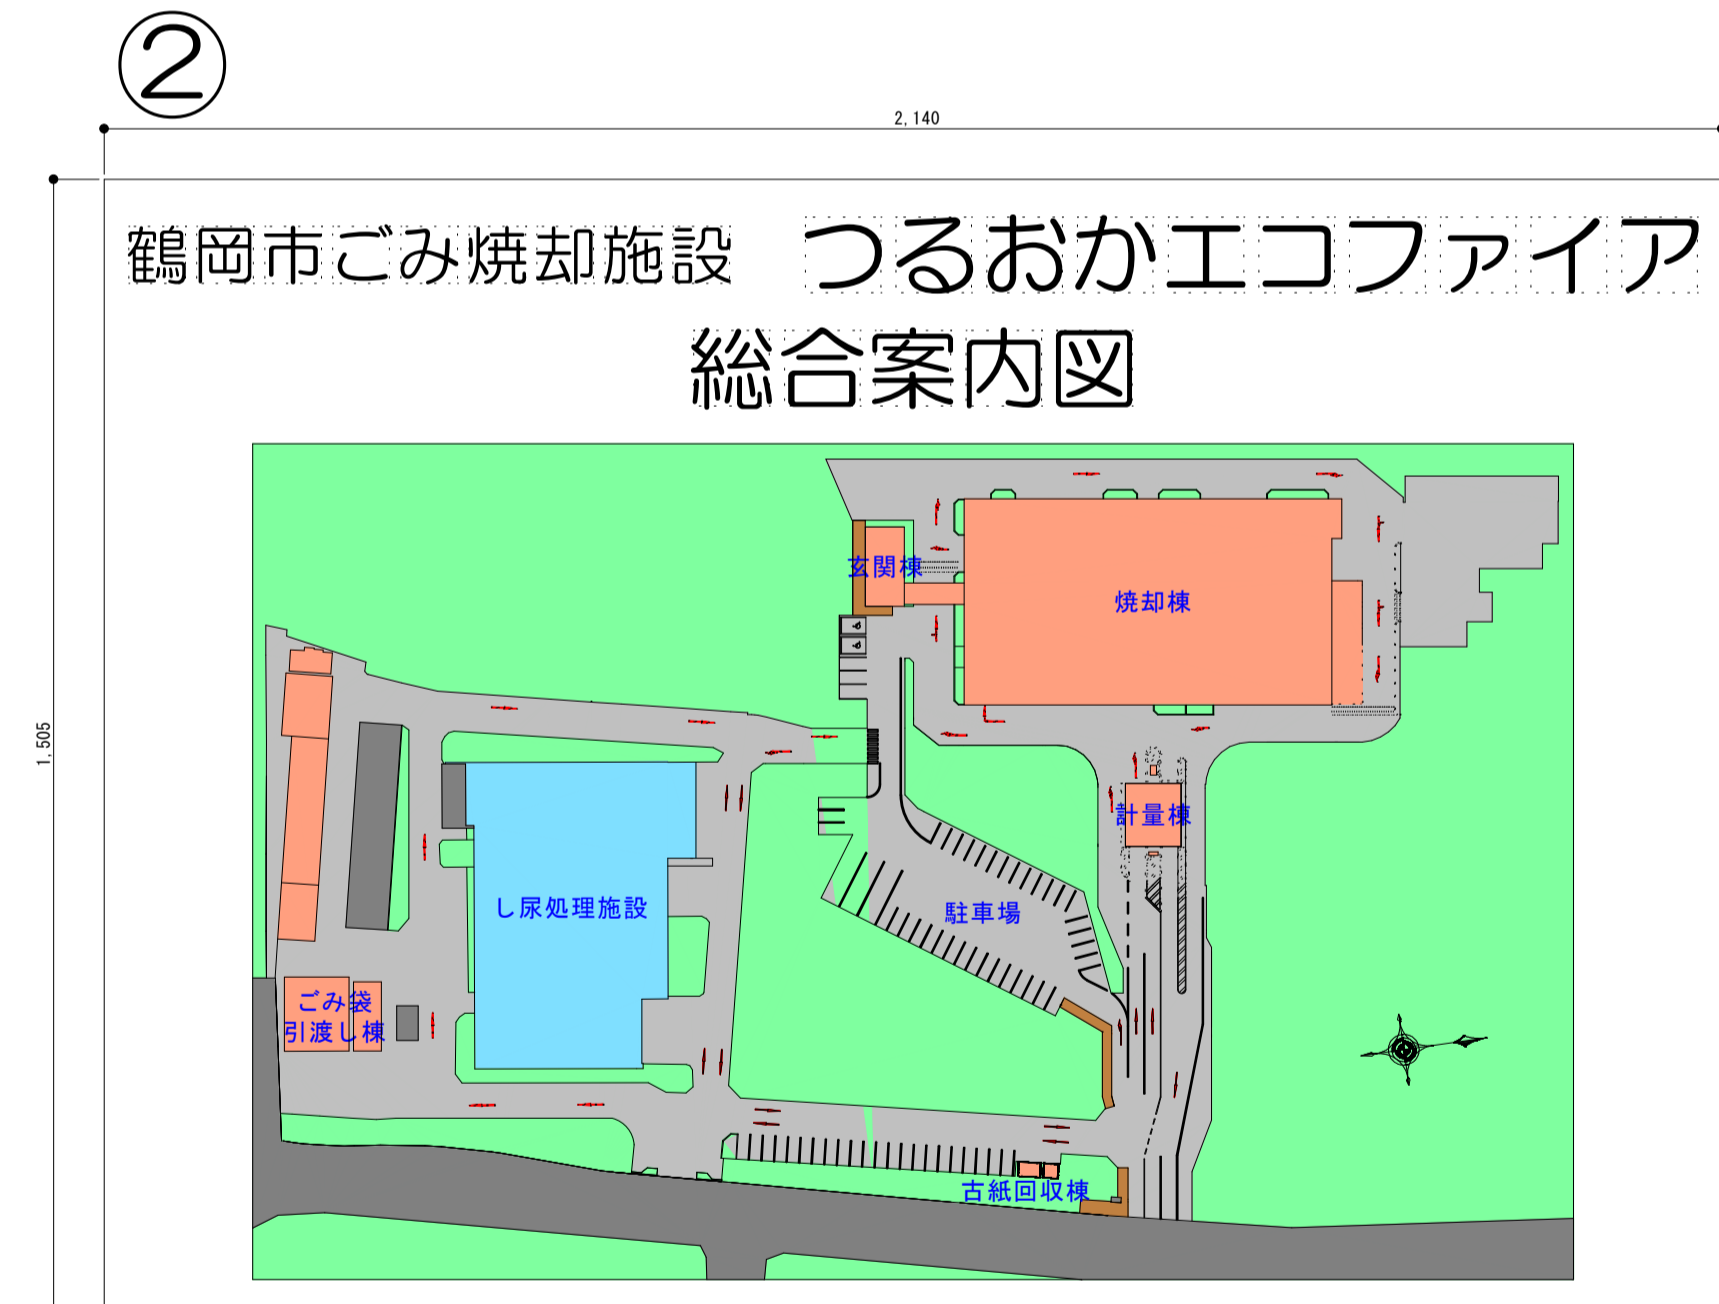 ②
2,140
1,505
鶴岡市ごみ焼却施設 つるおかエコファイア
総合案内図
玄関棟
焼却棟
計量棟
し尿処理施設
駐車場
ごみ袋
引渡し棟
古紙回収棟